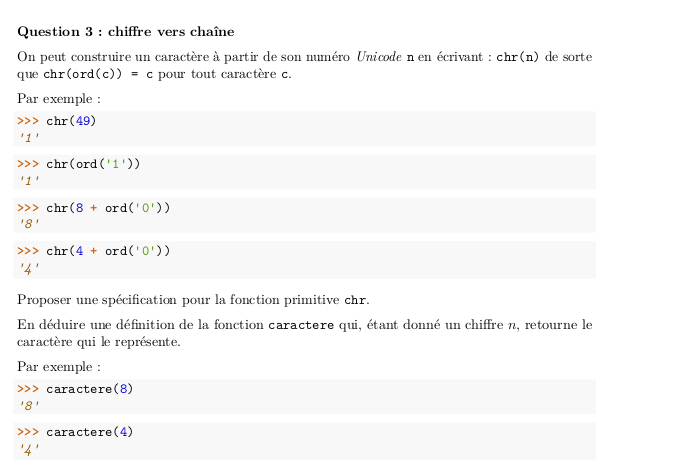 Question 3 : chiffre vers chaîne
On peut construire un caractère à partir de son numéro Unicode n en écrivant : chr(n) de sorte
que chr(ord(c)) = c pour tout caractère c.
Par exemple :
>>> chr(49)
'1'
>>> chr(ord('1'))
'1'
>>> chr(8 + ord('0'))
'8'
>>> chr(4 + ord('0'))
'4'
Proposer une spécification pour la fonction primitive chr.
En déduire une définition de la fonction caractere qui, étant donné un chiffre n, retourne le
caractère qui le représente.
Par exemple :
>>> caractere(8)
'8'
>>> caractere(4)
'4'